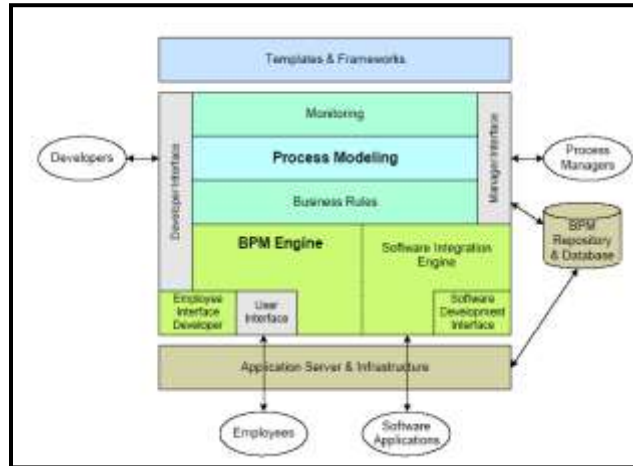 Templates & Frameworks
Monitoring
Developers
Developer Interface
Process Modeling
Manager Interface
Process
Managers
Business Rules
BPM Engine
Software Integration
Engine
BPM
Repository
& Database
Employee
Interface
Developer
User
Interface
Software
Development
Interface
Application Server & Infrastructure
Employees
Software
Applications